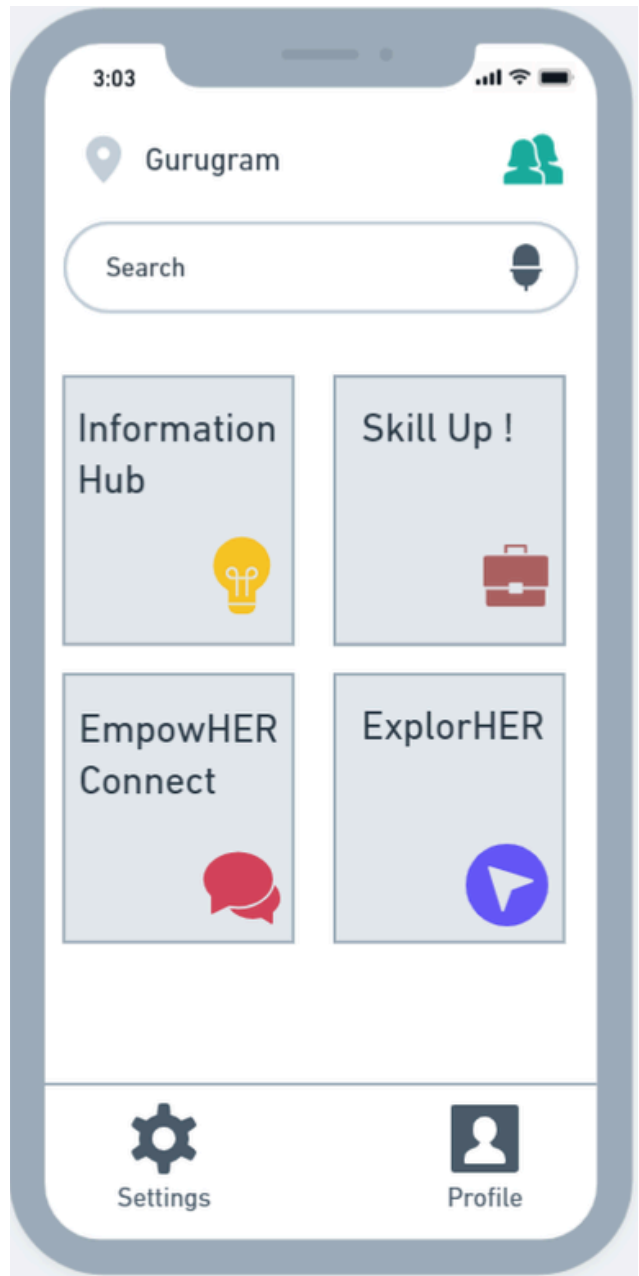 3:03
Gurugram
Search
Information
Hub
Skill Up !
EmpowHER
Connect
ExplorHER
Settings
Profile